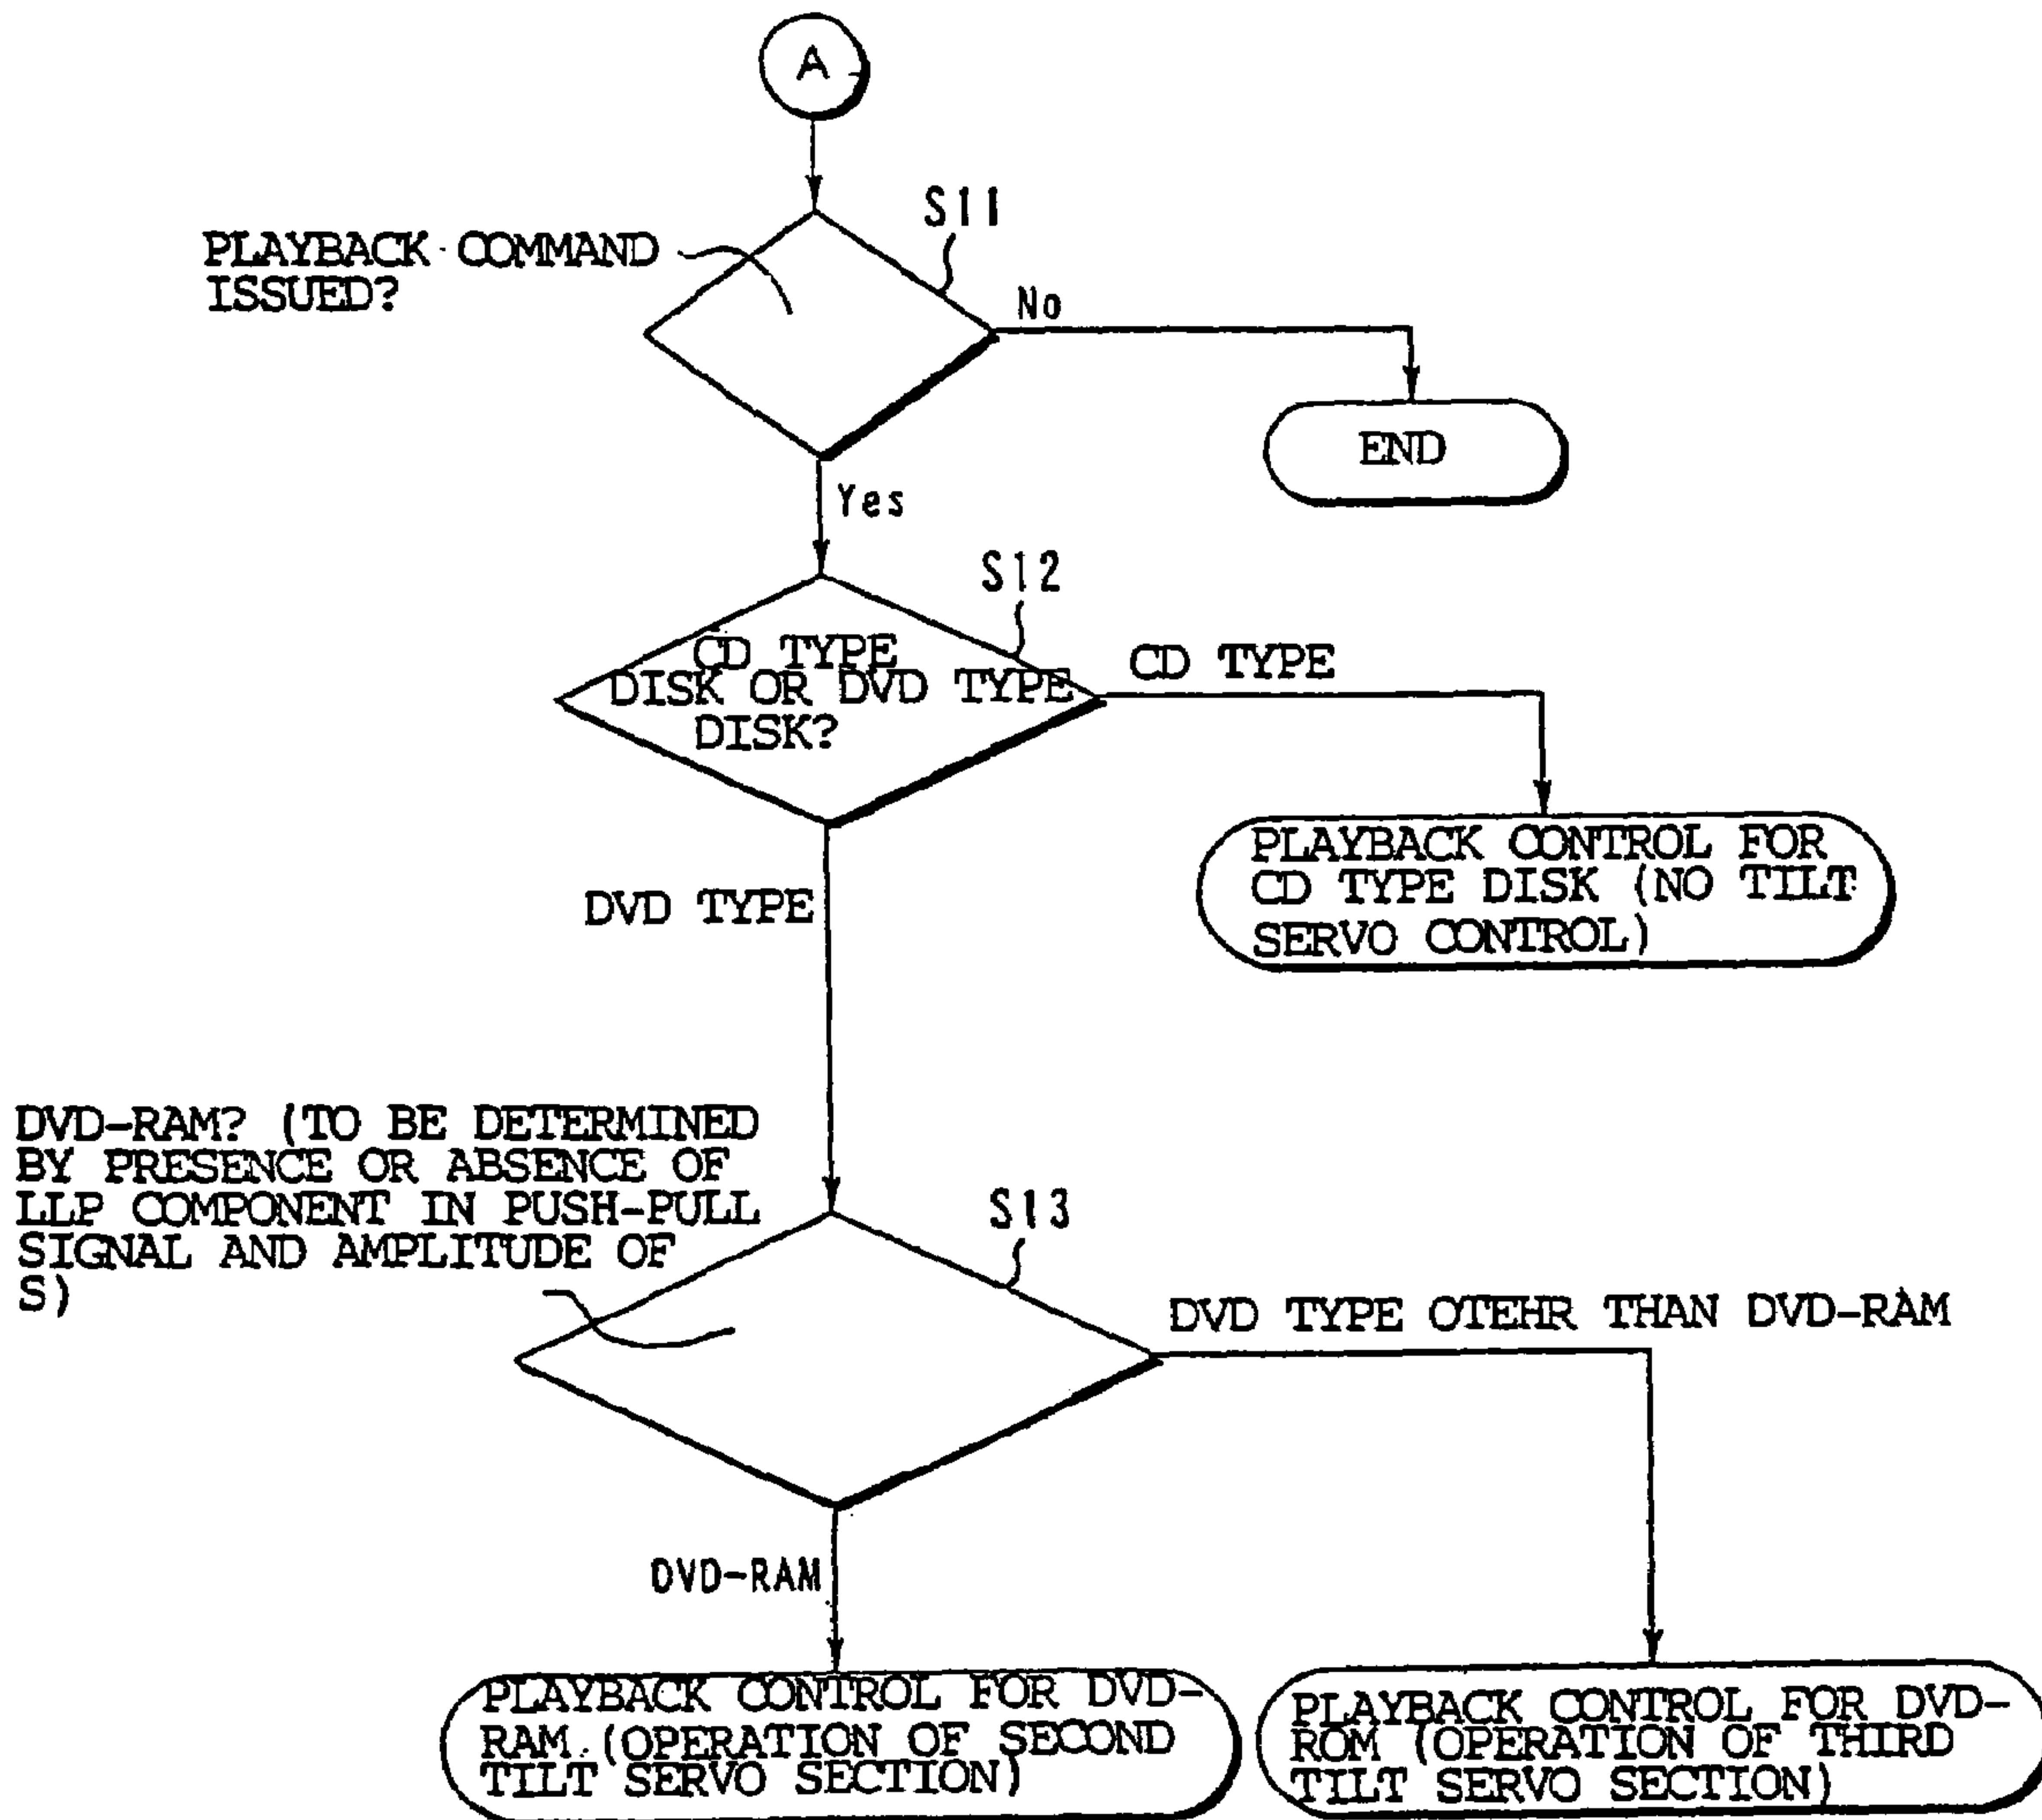 A
S11
PLAYBACK COMMAND
ISSUED?
No
END
Yes
S12
CD TYPE
DISK OR DVD TYPE
DISK?
CD TYPE
PLAYBACK CONTROL FOR
CD TYPE DISK (NO TILT
SERVO CONTROL)
DVD TYPE
DVD-RAM? (TO BE DETERMINED
BY PRESENCE OR ABSENCE OF
LLP COMPONENT IN PUSH-PULL
SIGNAL AND AMPLITUDE OF
S)
S13
DVD TYPE OTEHR THAN DVD-RAM
DVD-RAM
PLAYBACK CONTROL FOR DVD-
RAM (OPERATION OF SECOND
TILT SERVO SECTION)
PLAYBACK CONTROL FOR DVD-
ROM (OPERATION OF THIRD
TILT SERVO SECTION)